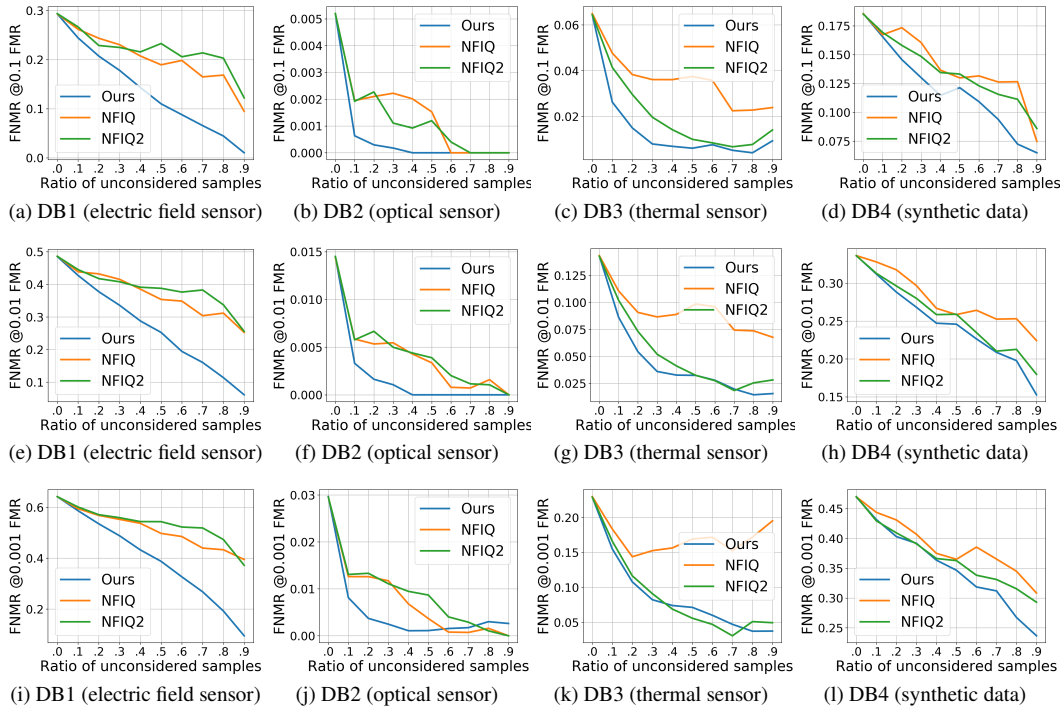 FNMR @0.1 FMR
0.3
0.2
0.1
0.0
Ours
NFIQ
NFIQ2
.0 .1 .2 .3 .4 .5 .6 .7 .8 .9
Ratio of unconsidered samples
(a) DB1 (electric field sensor)
FNMR @0.1 FMR
0.005
0.004
0.003
0.002
0.001
0.000
Ours
NFIQ
NFIQ2
.0 .1 .2 .3 .4 .5 .6 .7 .8 .9
Ratio of unconsidered samples
(b) DB2 (optical sensor)
FNMR @0.1 FMR
0.06
0.04
0.02
Ours
NFIQ
NFIQ2
.0 .1 .2 .3 .4 .5 .6 .7 .8 .9
Ratio of unconsidered samples
(c) DB3 (thermal sensor)
FNMR @0.1 FMR
0.175
0.150
0.125
0.100
0.075
Ours
NFIQ
NFIQ2
.0 .1 .2 .3 .4 .5 .6 .7 .8 .9
Ratio of unconsidered samples
(d) DB4 (synthetic data)
FNMR @0.01 FMR
0.5
0.4
0.3
0.2
0.1
Ours
NFIQ
NFIQ2
.0 .1 .2 .3 .4 .5 .6 .7 .8 .9
Ratio of unconsidered samples
(e) DB1 (electric field sensor)
FNMR @0.01 FMR
0.015
0.010
0.005
0.000
Ours
NFIQ
NFIQ2
.0 .1 .2 .3 .4 .5 .6 .7 .8 .9
Ratio of unconsidered samples
(f) DB2 (optical sensor)
FNMR @0.01 FMR
0.125
0.100
0.075
0.050
0.025
Ours
NFIQ
NFIQ2
.0 .1 .2 .3 .4 .5 .6 .7 .8 .9
Ratio of unconsidered samples
(g) DB3 (thermal sensor)
FNMR @0.01 FMR
0.30
0.25
0.20
0.15
Ours
NFIQ
NFIQ2
.0 .1 .2 .3 .4 .5 .6 .7 .8 .9
Ratio of unconsidered samples
(h) DB4 (synthetic data)
FNMR @0.001 FMR
0.6
0.4
0.2
Ours
NFIQ
NFIQ2
.0 .1 .2 .3 .4 .5 .6 .7 .8 .9
Ratio of unconsidered samples
(i) DB1 (electric field sensor)
FNMR @0.001 FMR
0.03
0.02
0.01
0.00
Ours
NFIQ
NFIQ2
.0 .1 .2 .3 .4 .5 .6 .7 .8 .9
Ratio of unconsidered samples
(j) DB2 (optical sensor)
FNMR @0.001 FMR
0.20
0.15
0.10
0.05
Ours
NFIQ
NFIQ2
.0 .1 .2 .3 .4 .5 .6 .7 .8 .9
Ratio of unconsidered samples
(k) DB3 (thermal sensor)
FNMR @0.001 FMR
0.45
0.40
0.35
0.30
0.25
Ours
NFIQ
NFIQ2
.0 .1 .2 .3 .4 .5 .6 .7 .8 .9
Ratio of unconsidered samples
(l) DB4 (synthetic data)